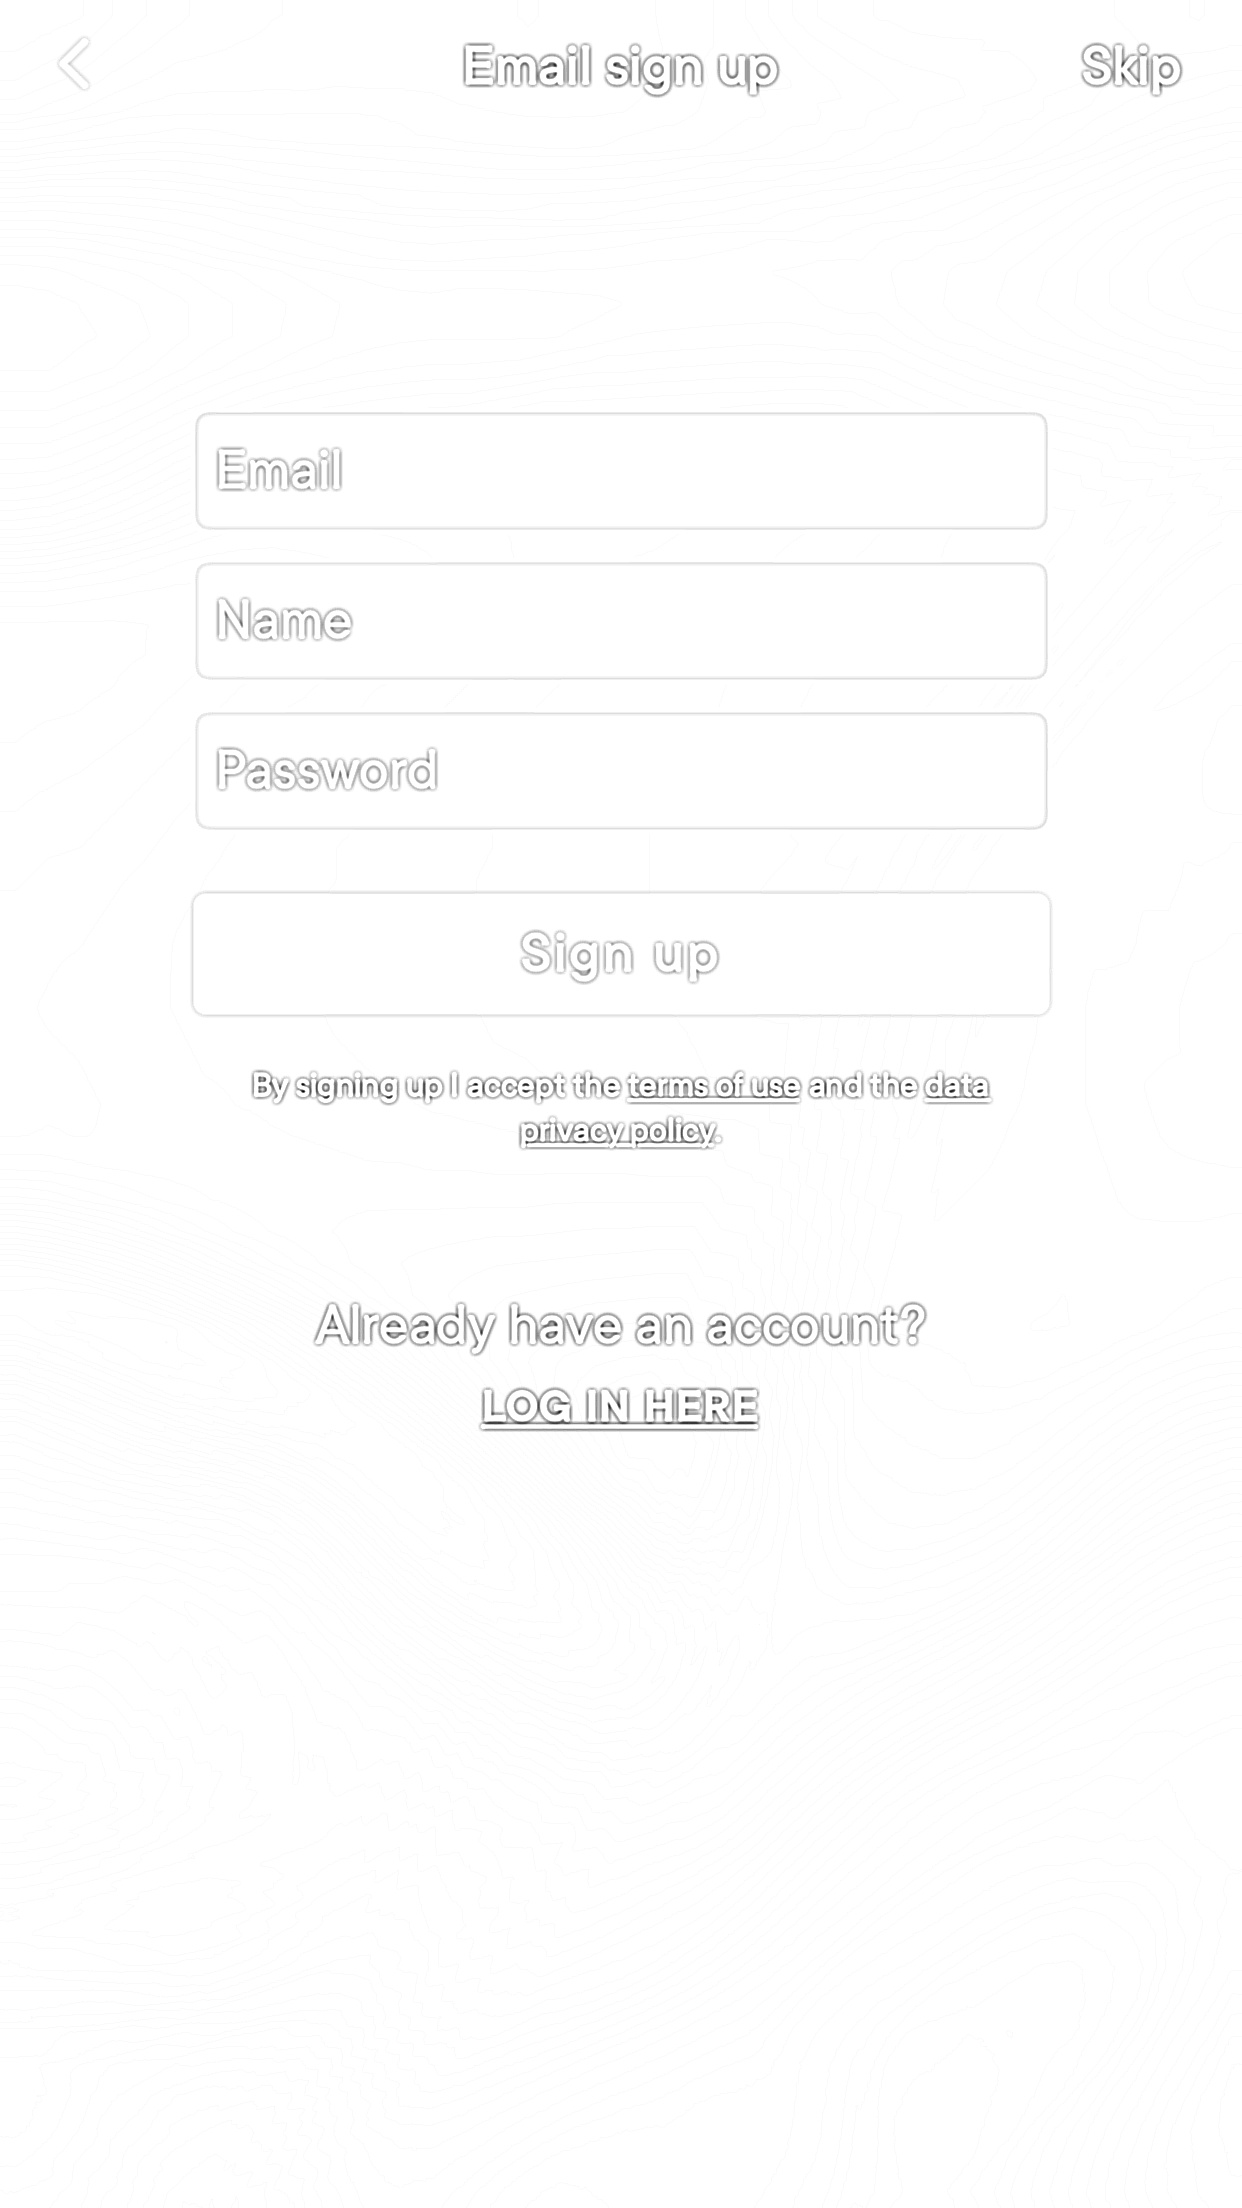 Email sign up
Skip
Email
Name
Password
Sign up
By signing up I accept the terms of use and the data
privacy policy.
Already have an account?
LOG IN HERE